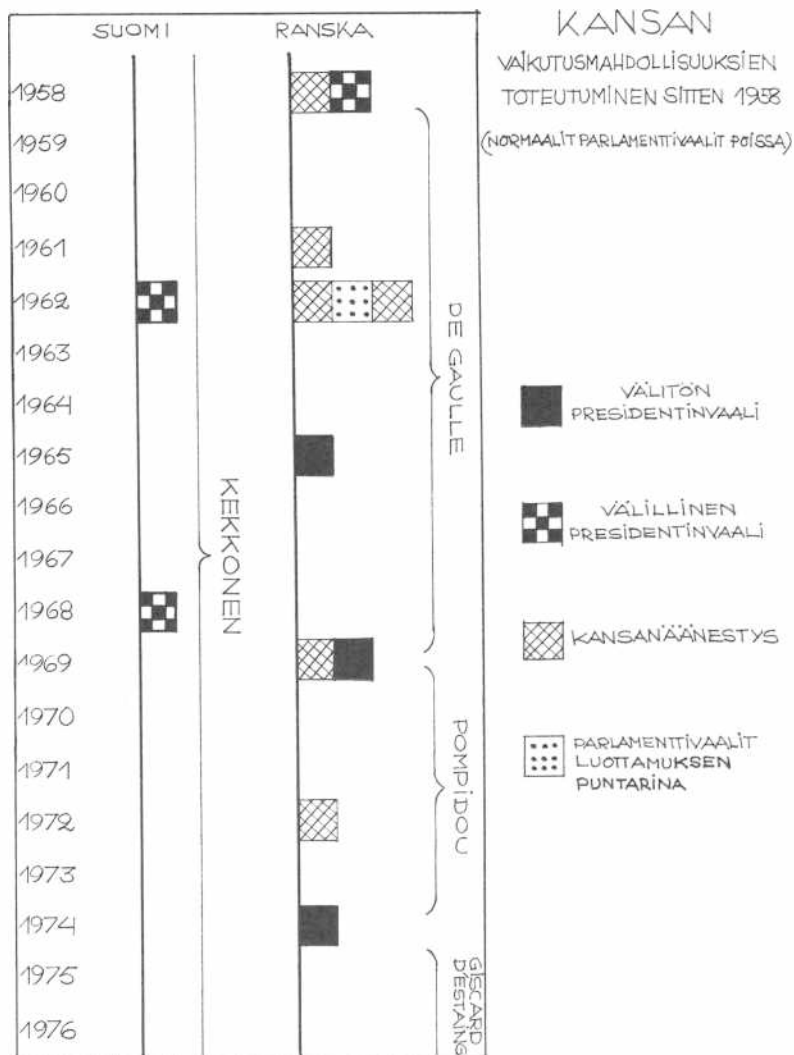 SUOMI RANSKA
1958
1959
1960
1961
1962
1963
1964
1965
1966
1967
1968
1969
1970
1971
1972
1973
1974
1975
1976
KEKKONEN
DE GAULLE
POMPIDOU
GISCARD
D'ESTAING
KANSAN
VAIKUTUSMAHDOLLISUUKSIEN
TOTEUTUMINEN SITTEN 1958
(NORMAALIT PARLAMENTTIVAALIT POISSA)
VÄLITÖN
PRESIDENTINVAALI
VÄLILLINEN
PRESIDENTINVAALI
KANSANÄÄNESTYS
PARLAMENTTIVAALIT
LUOTTAMUKSEN
PUNTARINA